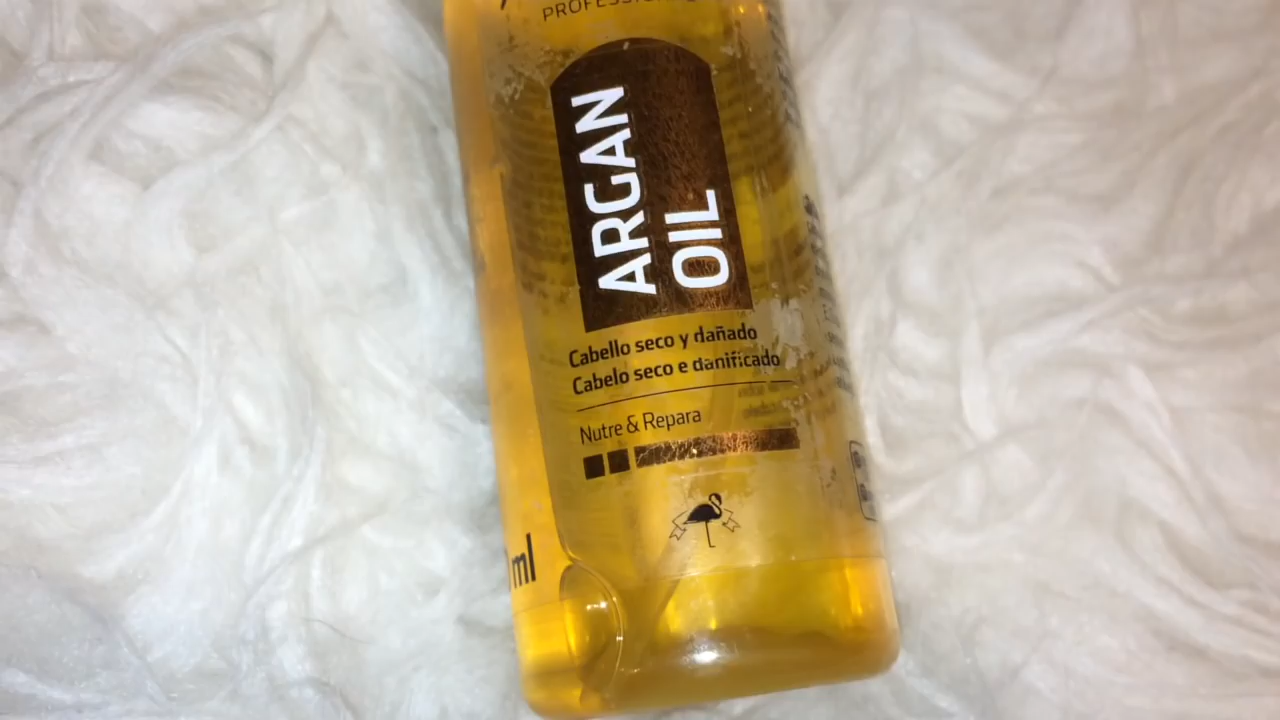 ARGAN
OIL
Cabello seco y dañado
Cabelo seco e danificado
Nutre & Repara
ml